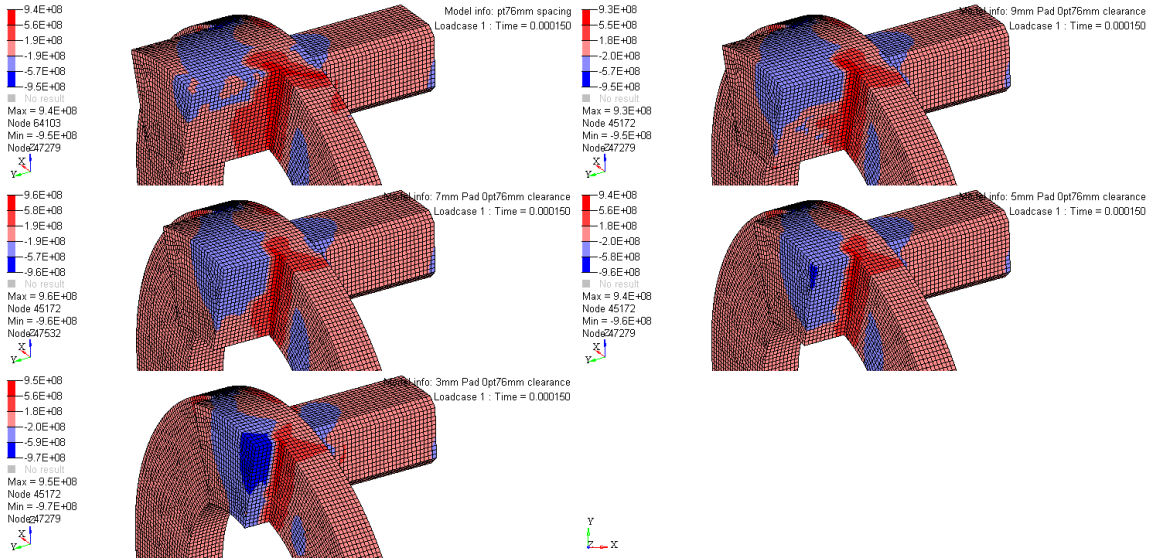 9.4E+08
5.6E+08
1.9E+08
-1.9E+08
-5.7E+08
-9.5E+08
No result
Max = 9.4E+08
Node 64103
Min = -9.5E+08
Node 47279
Z
X
Y
Model info: pt76mm spacing
Loadcase 1 : Time = 0.000150
9.3E+08
5.5E+08
1.8E+08
-2.0E+08
-5.7E+08
-9.5E+08
No result
Max = 9.3E+08
Node 45172
Min = -9.5E+08
Node 47279
Z
X
Y
Model info: 9mm Pad 0pt76mm clearance
Loadcase 1 : Time = 0.000150
9.6E+08
5.8E+08
1.9E+08
-1.9E+08
-5.7E+08
-9.6E+08
No result
Max = 9.6E+08
Node 45172
Min = -9.6E+08
Node 47532
Z
X
Y
Model info: 7mm Pad 0pt76mm clearance
Loadcase 1 : Time = 0.000150
9.4E+08
5.6E+08
1.8E+08
-2.0E+08
-5.8E+08
-9.6E+08
No result
Max = 9.4E+08
Node 45172
Min = -9.6E+08
Node 47279
Z
X
Y
Model info: 5mm Pad 0pt76mm clearance
Loadcase 1 : Time = 0.000150
9.5E+08
5.6E+08
1.8E+08
-2.0E+08
-5.9E+08
-9.7E+08
No result
Max = 9.5E+08
Node 45172
Min = -9.7E+08
Node 47279
Z
X
Y
Model info: 3mm Pad 0pt76mm clearance
Loadcase 1 : Time = 0.000150
Y
Z X